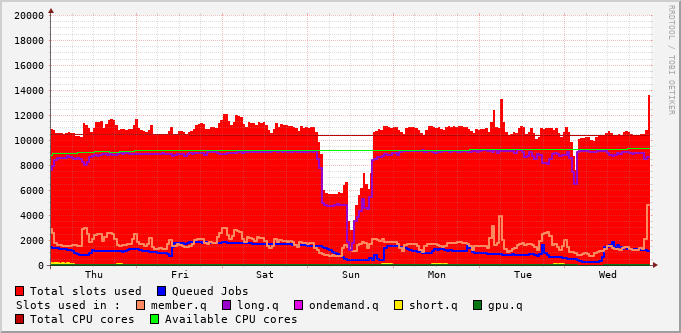 RRDTOOL / TOBI OETIKER
20000
18000
16000
14000
12000
10000
8000
6000
4000
2000
0
Thu Fri Sat Sun Mon Tue Wed
Total slots used Queued Jobs
Slots used in : member.q long.q ondemand.q short.q gpu.q
Total CPU cores Available CPU cores